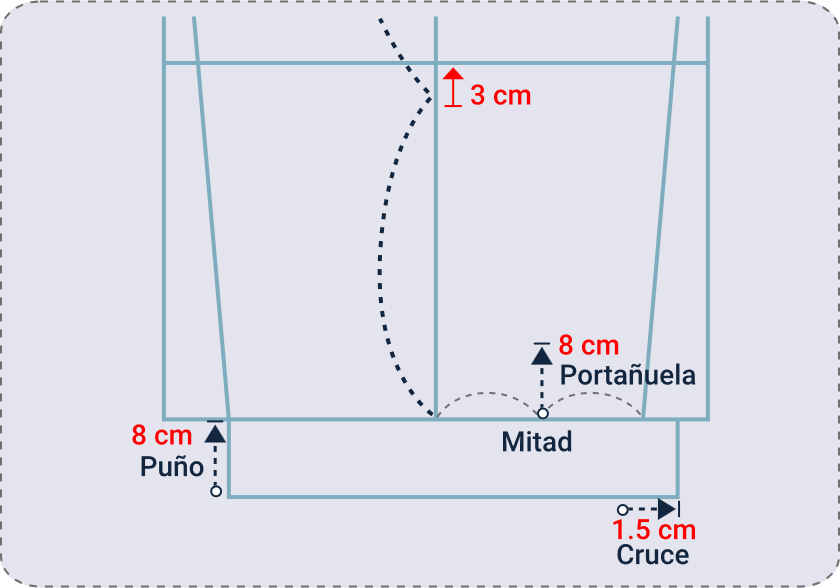 3 cm
8 cm
Portañuela
8 cm
Mitad
Puño
1.5 cm
Cruce